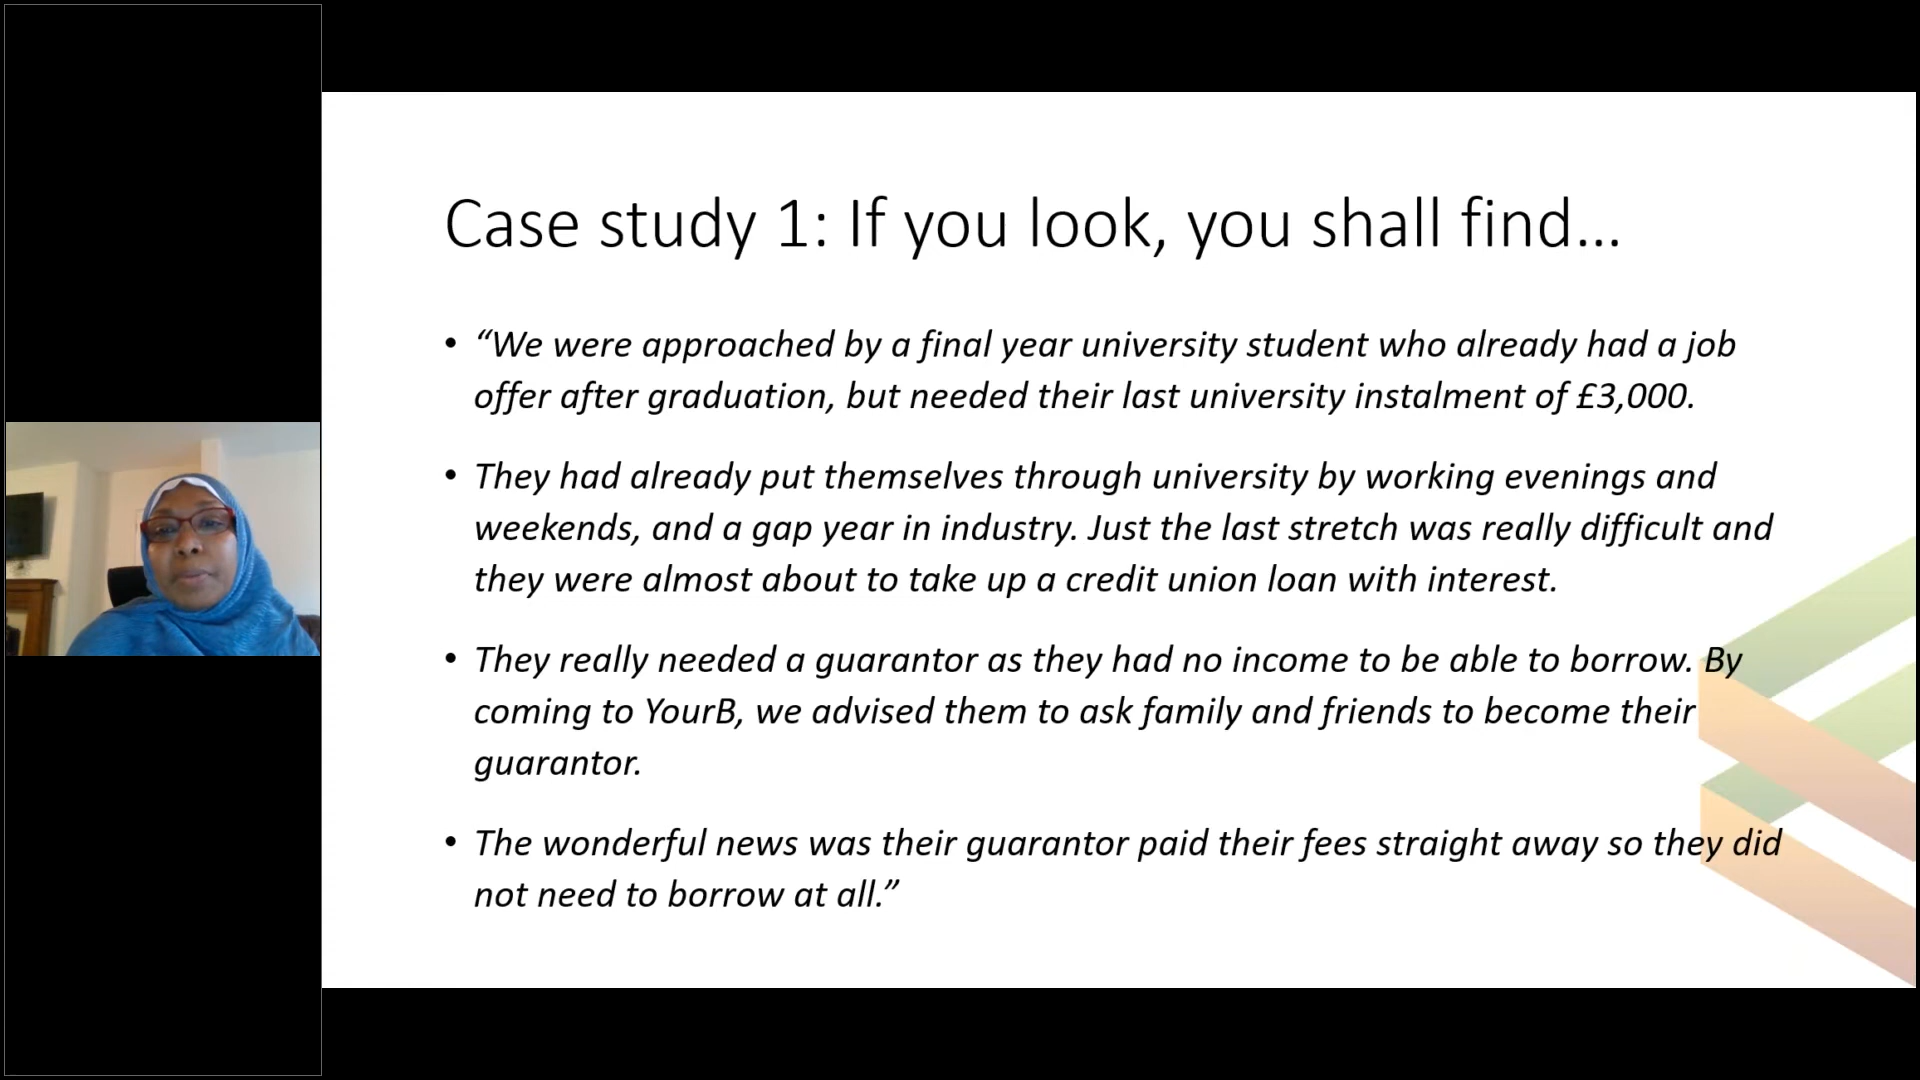 Case study 1: If you look, you shall find...
• “We were approached by a final year university student who already had a job
offer after graduation, but needed their last university instalment of £3,000.
• They had already put themselves through university by working evenings and
weekends, and a gap year in industry. Just the last stretch was really difficult and
they were almost about to take up a credit union loan with interest.
• They really needed a guarantor as they had no income to be able to borrow. By
coming to YourB, we advised them to ask family and friends to become their
guarantor.
• The wonderful news was their guarantor paid their fees straight away so they did
not need to borrow at all.”